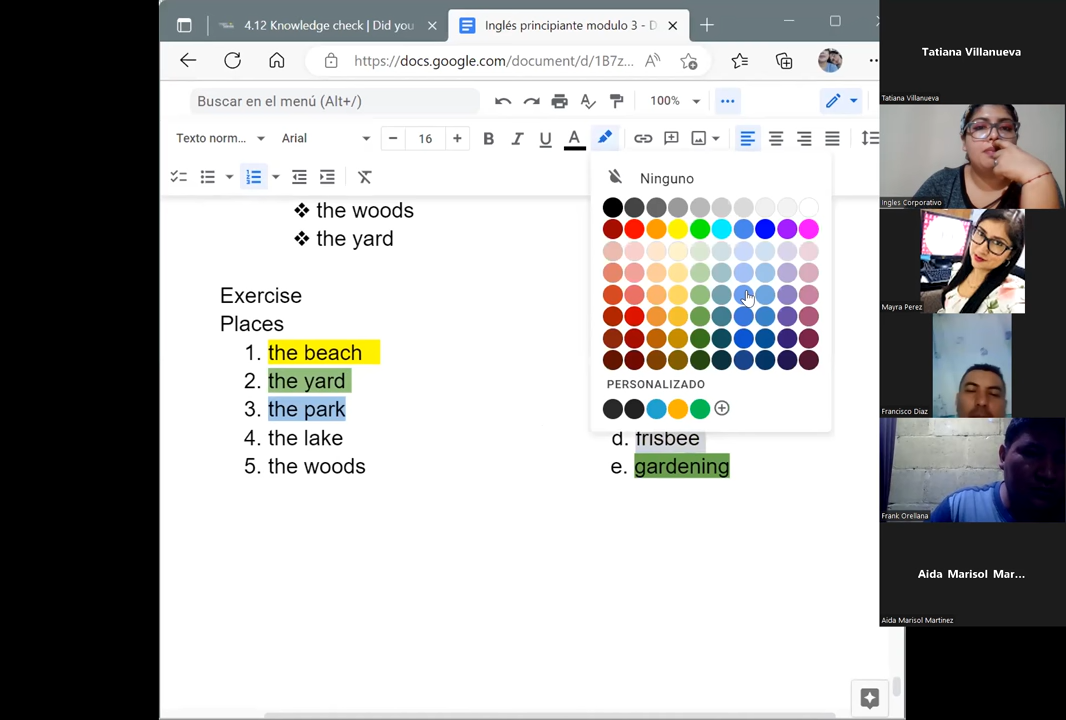 4.12 Knowledge check | Did you
Inglés principiante modulo 3 - D
https://docs.google.com/document/d/1B7z...
Buscar en el menú (Alt+/)
100%
Texto norm...
Arial
16
Ninguno
PERSONALIZADO
❖ the woods
❖ the yard
Exercise
Places
1. the beach
2. the yard
3. the park
4. the lake
5. the woods
d. frisbee
e. gardening
Tatiana Villanueva
Tatiana Villanueva
Ingles Corporativo
Mayra Perez
Francisco Diaz
Frank Orellana
Aida Marisol Mar...
Aida Marisol Martinez